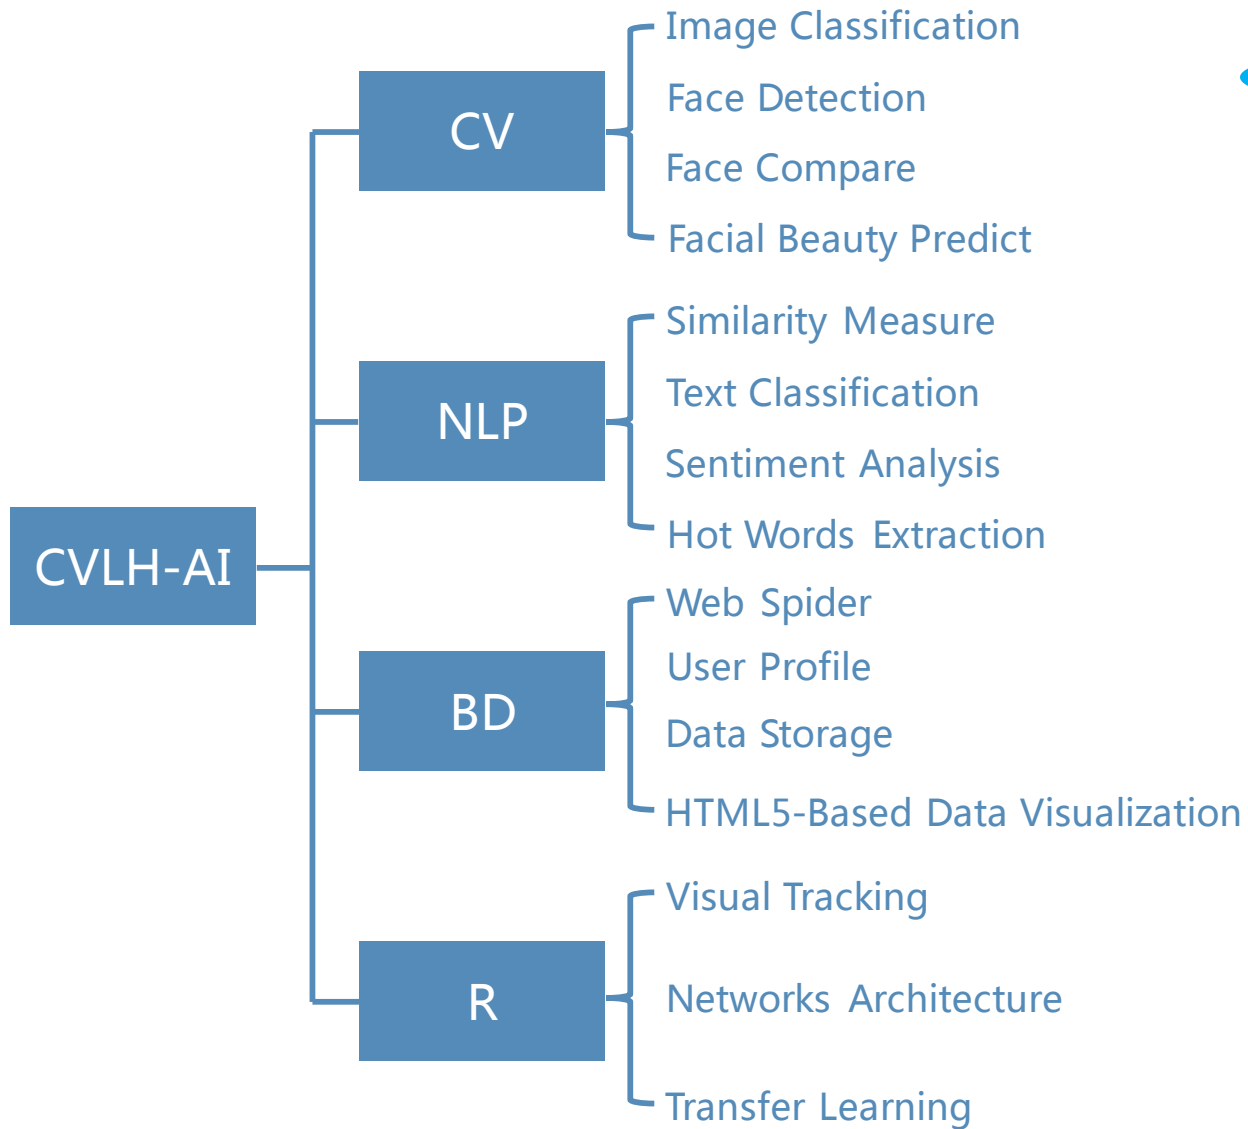 Image Classification
CV
Face Detection
Face Compare
Facial Beauty Predict
Similarity Measure
NLP
Text Classification
Sentiment Analysis
Hot Words Extraction
CVLH-AI
Web Spider
User Profile
BD
Data Storage
HTML5-Based Data Visualization
Visual Tracking
R
Networks Architecture
Transfer Learning